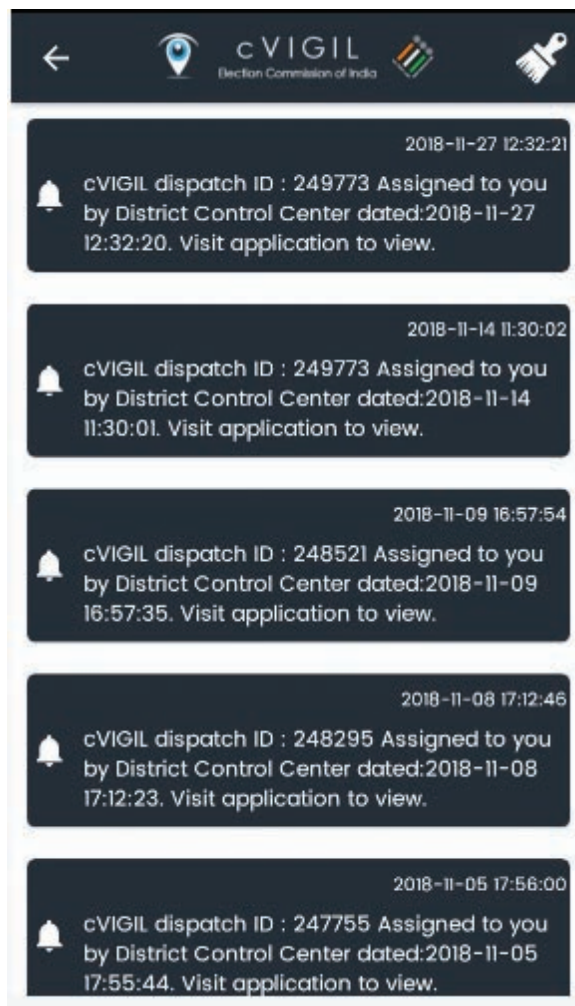 cVIGIL
Election Commission of India
2018-11-27 12:32:21
cVIGIL dispatch ID : 249773 Assigned to you
by District Control Center dated:2018-11-27
12:32:20. Visit application to view.
2018-11-14 11:30:02
cVIGIL dispatch ID : 249773 Assigned to you
by District Control Center dated:2018-11-14
11:30:01. Visit application to view.
2018-11-09 16:57:54
cVIGIL dispatch ID : 248521 Assigned to you
by District Control Center dated:2018-11-09
16:57:35. Visit application to view.
2018-11-08 17:12:46
cVIGIL dispatch ID : 248295 Assigned to you
by District Control Center dated:2018-11-08
17:12:23. Visit application to view.
2018-11-05 17:56:00
cVIGIL dispatch ID : 247755 Assigned to you
by District Control Center dated:2018-11-05
17:55:44. Visit application to view.